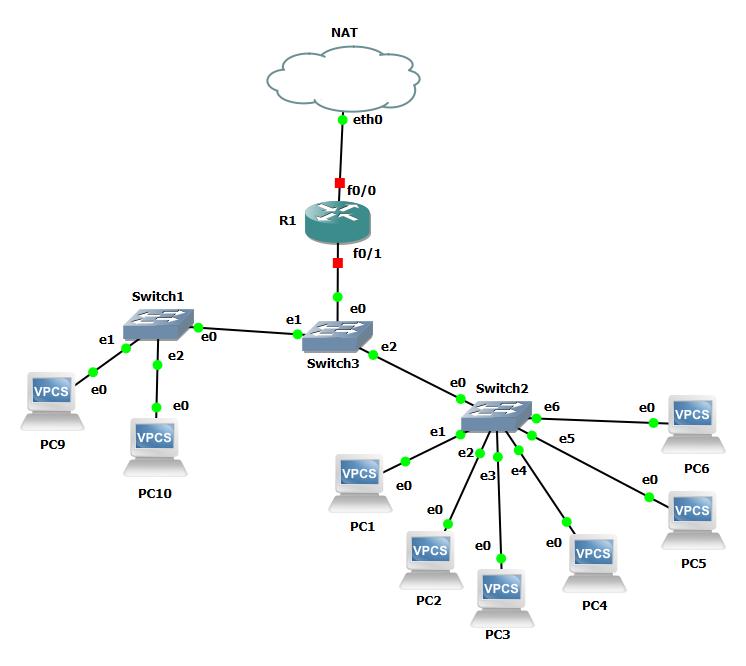 NAT
eth0
f0/0
R1
f0/1
Switch1
e0
e1
e0
e1
e2
Switch3
e2
e0
Switch2
VPCS
e0
e0
PC9
VPCS
PC10
e6
e0
VPCS
PC6
e1
e2
e3
e4
e5
VPCS
e0
PC1
e0
VPCS
PC2
e0
VPCS
PC3
e0
VPCS
PC4
e0
VPCS
PC5